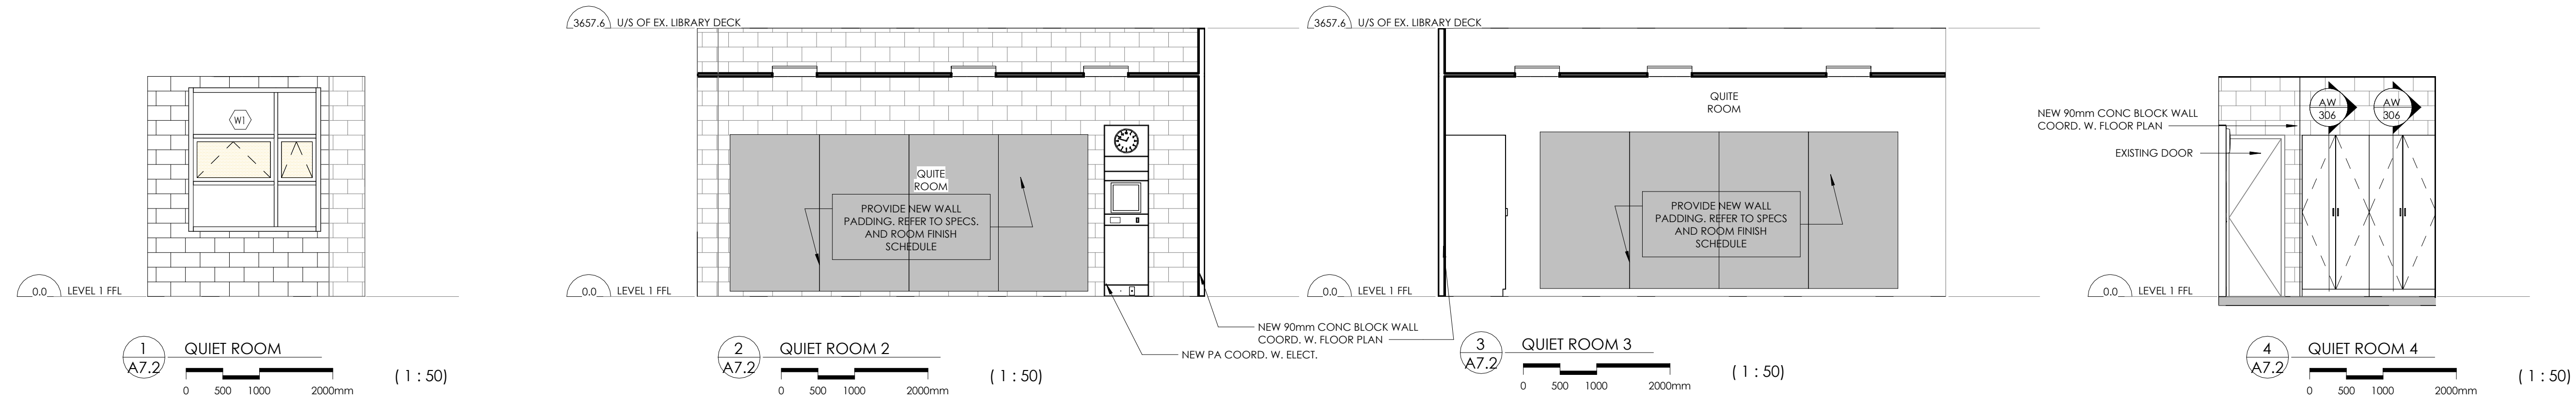 W1
0.0 LEVEL 1 FFL
1
A7.2
QUIET ROOM
0 500 1000 2000mm
( 1 : 50)
3657.6 U/S OF EX. LIBRARY DECK
QUITE
ROOM
PROVIDE NEW WALL
PADDING. REFER TO SPECS.
AND ROOM FINISH
SCHEDULE
0.0 LEVEL 1 FFL
NEW 90mm CONC BLOCK WALL
COORD. W. FLOOR PLAN
NEW PA COORD. W. ELECT.
2
A7.2
QUIET ROOM 2
0 500 1000 2000mm
( 1 : 50)
3657.6 U/S OF EX. LIBRARY DECK
QUITE
ROOM
PROVIDE NEW WALL
PADDING. REFER TO SPECS
AND ROOM FINISH
SCHEDULE
0.0 LEVEL 1 FFL
3
A7.2
QUIET ROOM 3
0 500 1000 2000mm
( 1 : 50)
AW
306
AW
306
NEW 90mm CONC BLOCK WALL
COORD. W. FLOOR PLAN
EXISTING DOOR
0.0 LEVEL 1 FFL
4
A7.2
QUIET ROOM 4
0 500 1000 2000mm
( 1 : 50)